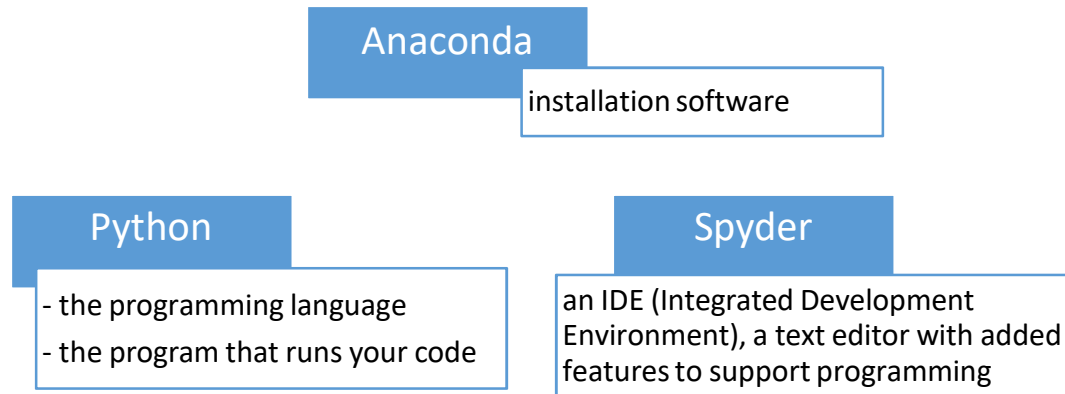 Anaconda
installation software
Python
- the programming language
- the program that runs your code
Spyder
an IDE (Integrated Development
Environment), a text editor with added
features to support programming